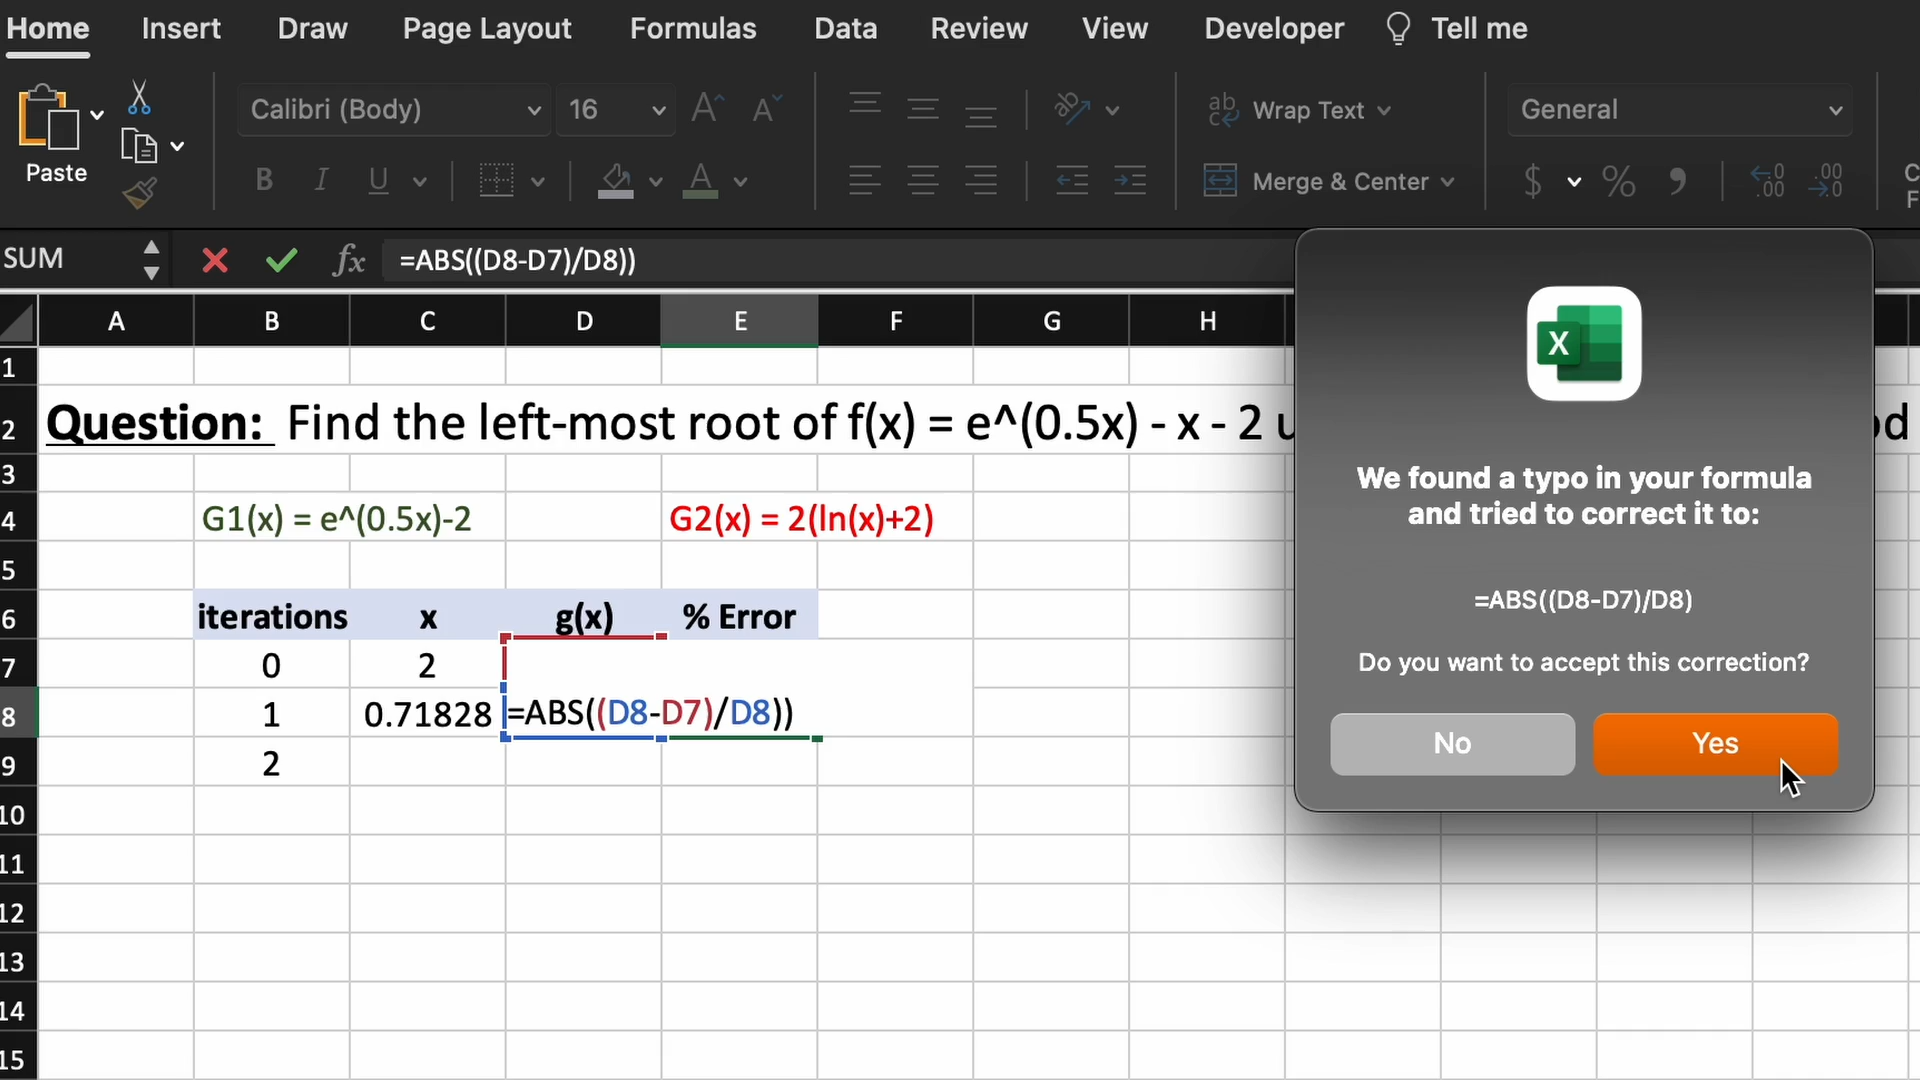 Home Insert Draw Page Layout Formulas Data Review View Developer Tell me
Calibri (Body) 16 Wrap Text General
Paste B I U Merge & Center $ % 
SUM fx =ABS((D8-D7)/D8))
A B C D E F G H
1
2 Question: Find the left-most root of f(x) = e^(0.5x) - x - 2
3
4 G1(x) = e^(0.5x)-2 G2(x) = 2(ln(x)+2)
5
6 iterations x g(x) % Error
7 0 2
8 1 0.71828 =ABS((D8-D7)/D8))
9 2
10
11
12
13
14
15
X
We found a typo in your formula
and tried to correct it to:
=ABS((D8-D7)/D8)
Do you want to accept this correction?
No Yes